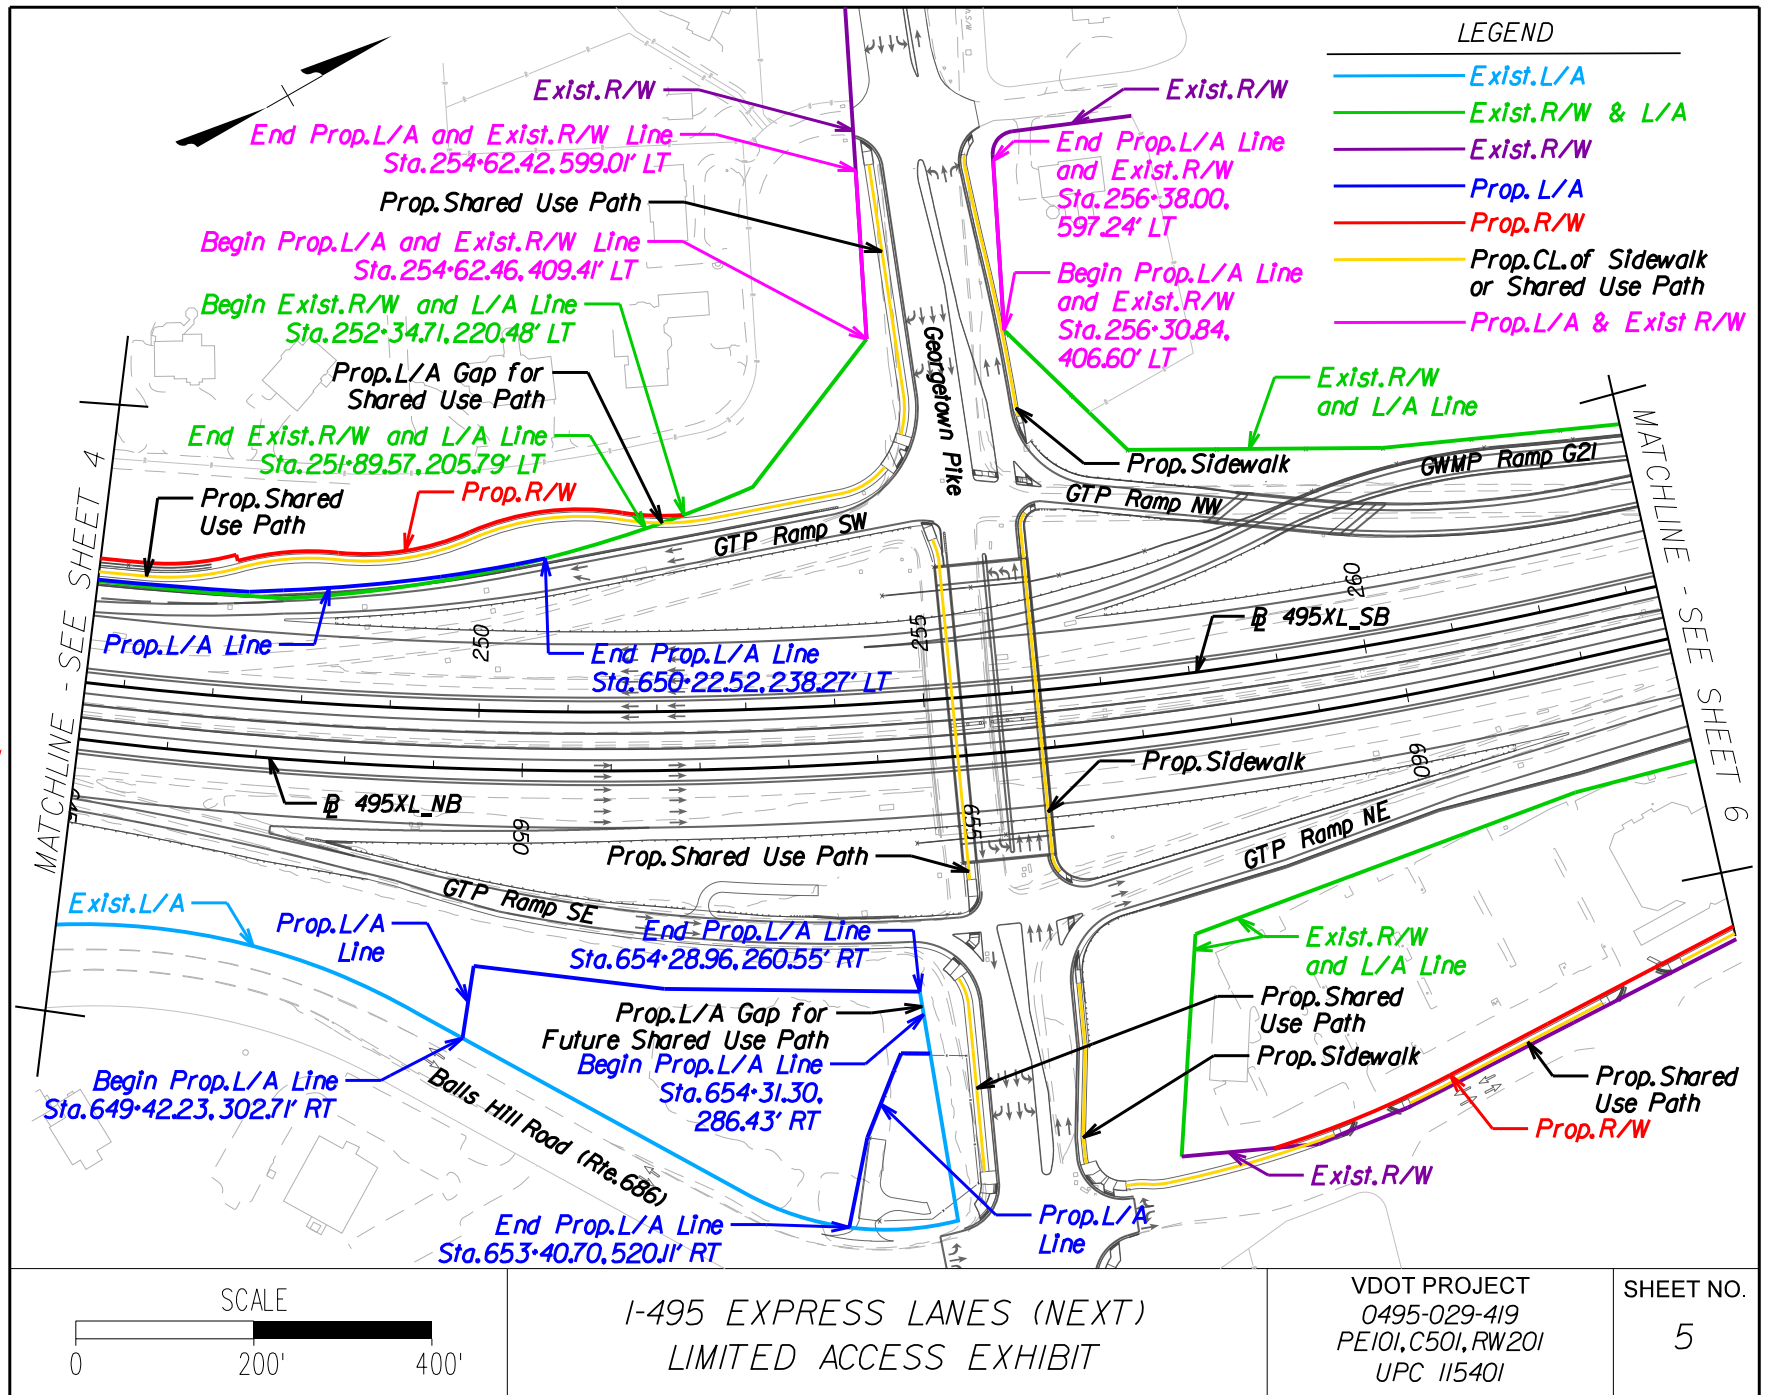 LEGEND
Exist. L/A
Exist. R/W & L/A
Exist. R/W
Prop. L/A
Prop. R/W
Prop. CL. of Sidewalk
or Shared Use Path
Prop. L/A & Exist R/W
Exist. R/W
End Prop. L/A and Exist. R/W Line
Sta. 254+62.42, 599.01' LT
Prop. Shared Use Path
Begin Prop. L/A and Exist. R/W Line
Sta. 254+62.46, 409.41' LT
Begin Exist. R/W and L/A Line
Sta. 252+34.71, 220.48' LT
Prop. L/A Gap for
Shared Use Path
End Exist. R/W and L/A Line
Sta. 251+89.57, 205.79' LT
Prop. Shared
Use Path
Prop. R/W
Exist. R/W
End Prop. L/A Line
and Exist. R/W
Sta. 256+38.00,
597.24' LT
Begin Prop. L/A Line
and Exist. R/W
Sta. 256+30.84,
406.60' LT
Exist. R/W
and L/A Line
Georgetown Pike
Prop. Sidewalk
GWMP Ramp G21
GTP Ramp NW
GTP Ramp SW
MATCHLINE - SEE SHEET 4
MATCHLINE - SEE SHEET 6
Prop. L/A Line
250
End Prop. L/A Line
Sta. 650+22.52, 238.27' LT
255
260
BL 495XL_SB
BL 495XL_NB
645
650
655
660
Prop. Sidewalk
Prop. Shared Use Path
GTP Ramp NE
GTP Ramp SE
Exist. L/A
Prop. L/A
Line
End Prop. L/A Line
Sta. 654+28.96, 260.55' RT
Prop. L/A Gap for
Future Shared Use Path
Begin Prop. L/A Line
Sta. 654+31.30,
286.43' RT
Exist. R/W
and L/A Line
Prop. Shared
Use Path
Prop. Sidewalk
Prop. Shared
Use Path
Prop. R/W
Exist. R/W
Begin Prop. L/A Line
Sta. 649+42.23, 302.71' RT
Balls Hill Road (Rte. 686)
End Prop. L/A Line
Sta. 653+40.70, 520.11' RT
Prop. L/A
Line
SCALE
0 200' 400'
I-495 EXPRESS LANES (NEXT)
LIMITED ACCESS EXHIBIT
VDOT PROJECT
0495-029-419
PE101, C501, RW201
UPC 115401
SHEET NO.
5